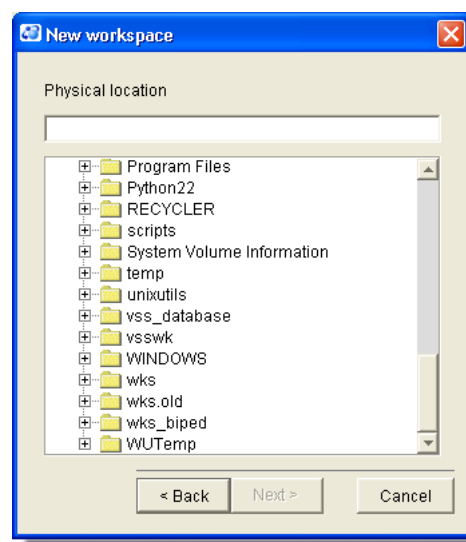 New workspace
Physical location
Program Files
Python22
RECYCLER
scripts
System Volume Information
temp
unixutils
vss_database
vsswk
WINDOWS
wks
wks.old
wks_biped
WUTemp
< Back Next > Cancel